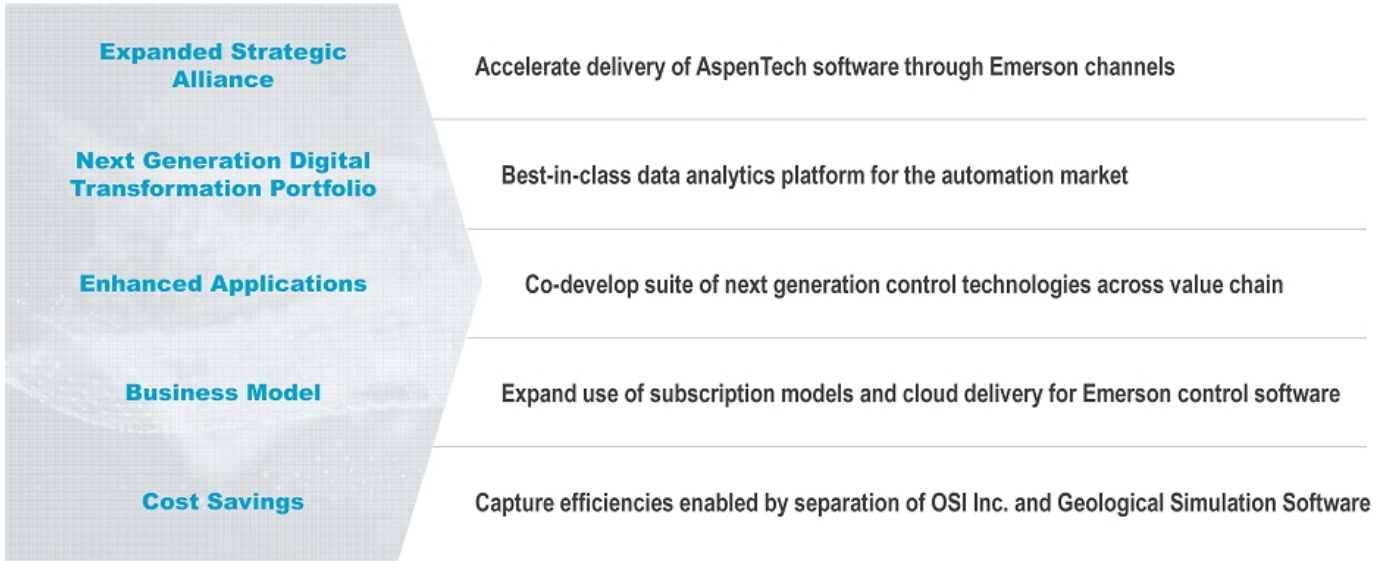 Expanded Strategic
Alliance
Accelerate delivery of AspenTech software through Emerson channels
Next Generation Digital
Transformation Portfolio
Best-in-class data analytics platform for the automation market
Enhanced Applications
Co-develop suite of next generation control technologies across value chain
Business Model
Expand use of subscription models and cloud delivery for Emerson control software
Cost Savings
Capture efficiencies enabled by separation of OSI Inc. and Geological Simulation Software